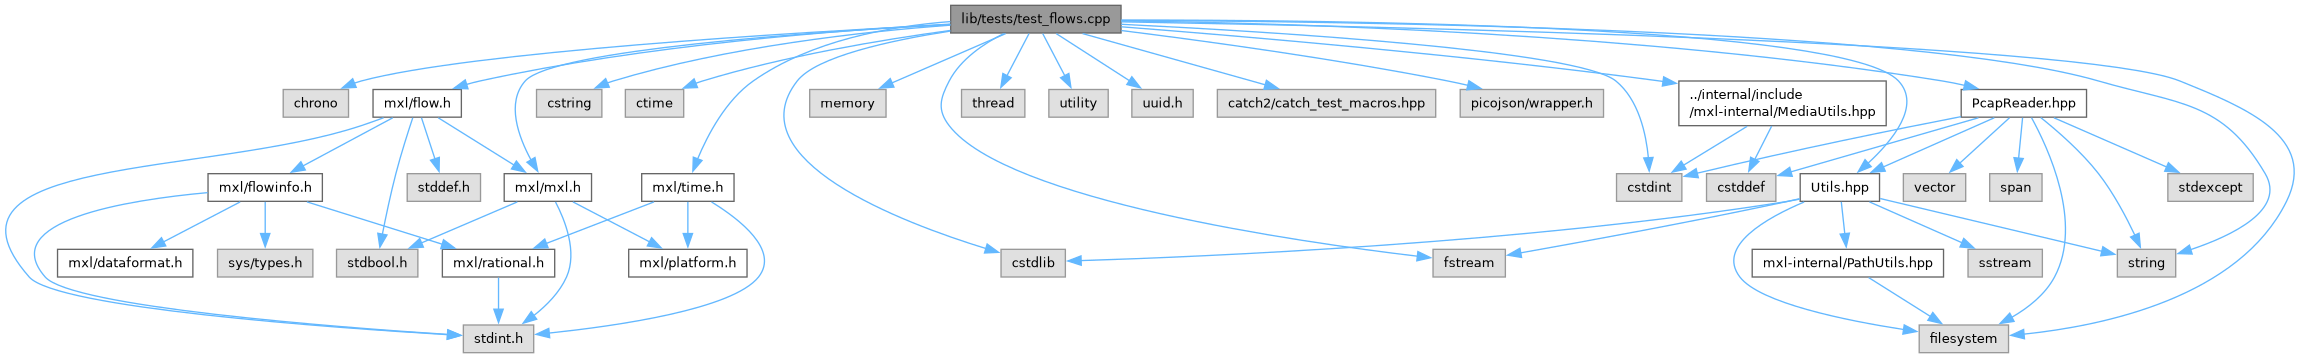 lib/tests/test_flows.cpp
chrono
mxl/flow.h
cstring
ctime
memory
thread
utility
uuid.h
catch2/catch_test_macros.hpp
picojson/wrapper.h
../internal/include
/mxl-internal/MediaUtils.hpp
PcapReader.hpp
mxl/flowinfo.h
stddef.h
mxl/mxl.h
mxl/time.h
cstdint
cstddef
Utils.hpp
vector
span
stdexcept
mxl/dataformat.h
sys/types.h
stdbool.h
mxl/rational.h
mxl/platform.h
cstdlib
fstream
mxl-internal/PathUtils.hpp
sstream
string
stdint.h
filesystem